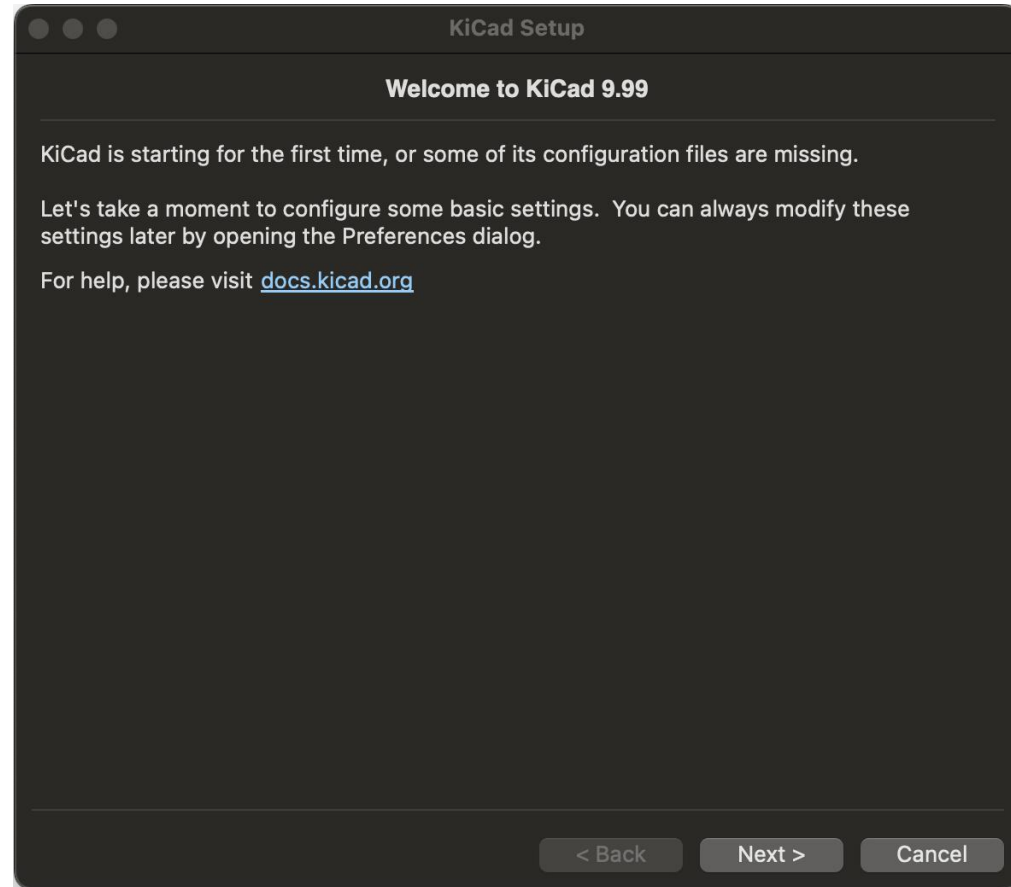 KiCad Setup
Welcome to KiCad 9.99
KiCad is starting for the first time, or some of its configuration files are missing.
Let's take a moment to configure some basic settings.  You can always modify these
settings later by opening the Preferences dialog.
For help, please visit docs.kicad.org
< Back
Next >
Cancel